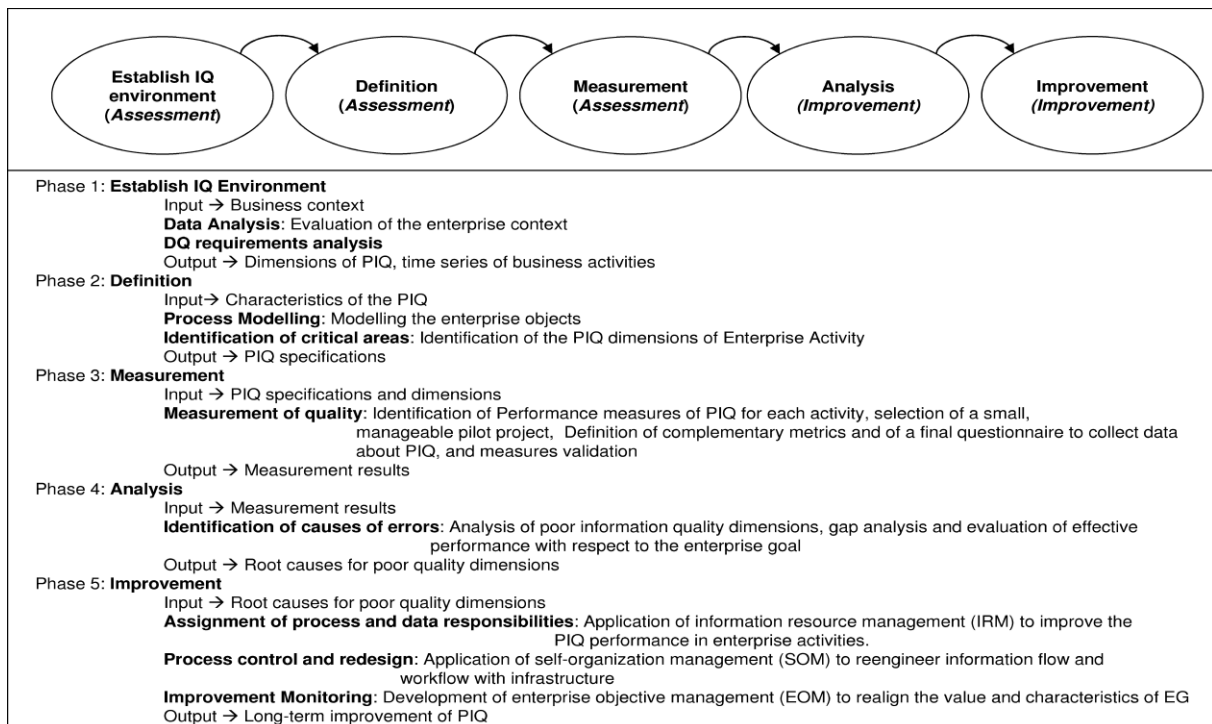 Establish IQ
environment
(Assessment)
Definition
(Assessment)
Measurement
(Assessment)
Analysis
(Improvement)
Improvement
(Improvement)
Phase 1: Establish IQ Environment
Input → Business context
Data Analysis: Evaluation of the enterprise context
DQ requirements analysis
Output → Dimensions of PIQ, time series of business activities
Phase 2: Definition
Input→ Characteristics of the PIQ
Process Modelling: Modelling the enterprise objects
Identification of critical areas: Identification of the PIQ dimensions of Enterprise Activity
Output → PIQ specifications
Phase 3: Measurement
Input → PIQ specifications and dimensions
Measurement of quality: Identification of Performance measures of PIQ for each activity, selection of a small,
manageable pilot project, Definition of complementary metrics and of a final questionnaire to collect data
about PIQ, and measures validation
Output → Measurement results
Phase 4: Analysis
Input → Measurement results
Identification of causes of errors: Analysis of poor information quality dimensions, gap analysis and evaluation of effective
performance with respect to the enterprise goal
Output → Root causes for poor quality dimensions
Phase 5: Improvement
Input → Root causes for poor quality dimensions
Assignment of process and data responsibilities: Application of information resource management (IRM) to improve the
PIQ performance in enterprise activities.
Process control and redesign: Application of self-organization management (SOM) to reengineer information flow and
workflow with infrastructure
Improvement Monitoring: Development of enterprise objective management (EOM) to realign the value and characteristics of EG
Output → Long-term improvement of PIQ